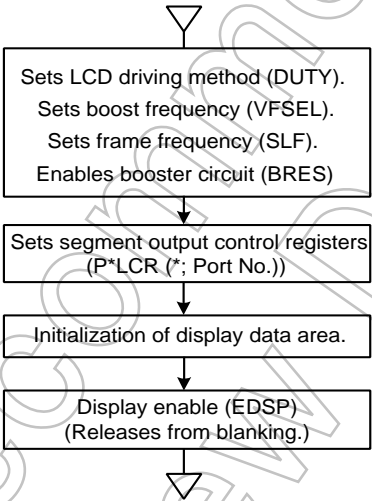 Sets LCD driving method (DUTY).
Sets boost frequency (VFSEL).
Sets frame frequency (SLF).
Enables booster circuit (BRES)
Sets segment output control registers
(P*LCR (*; Port No.))
Initialization of display data area.
Display enable (EDSP)
(Releases from blanking.)